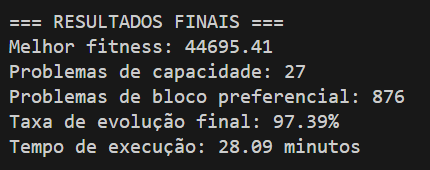 === RESULTADOS FINAIS ===
Melhor fitness: 44695.41
Problemas de capacidade: 27
Problemas de bloco preferencial: 876
Taxa de evolução final: 97.39%
Tempo de execução: 28.09 minutos